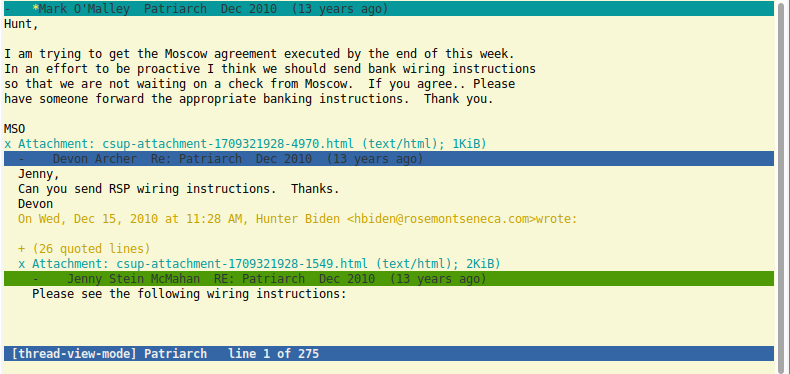 -   *Mark O'Malley  Patriarch  Dec 2010  (13 years ago)
Hunt,
I am trying to get the Moscow agreement executed by the end of this week.
In an effort to be proactive I think we should send bank wiring instructions
so that we are not waiting on a check from Moscow.  If you agree.. Please
have someone forward the appropriate banking instructions.  Thank you.
MSO
x Attachment: csup-attachment-1709321928-4970.html (text/html); 1KiB)
-    Devon Archer  Re: Patriarch  Dec 2010  (13 years ago)
Jenny,
Can you send RSP wiring instructions.  Thanks.
Devon
On Wed, Dec 15, 2010 at 11:28 AM, Hunter Biden <hbiden@rosemontseneca.com>wrote:
+ (26 quoted lines)
x Attachment: csup-attachment-1709321928-1549.html (text/html); 2KiB)
-    Jenny Stein McMahan  RE: Patriarch  Dec 2010  (13 years ago)
Please see the following wiring instructions:
[thread-view-mode] Patriarch   line 1 of 275